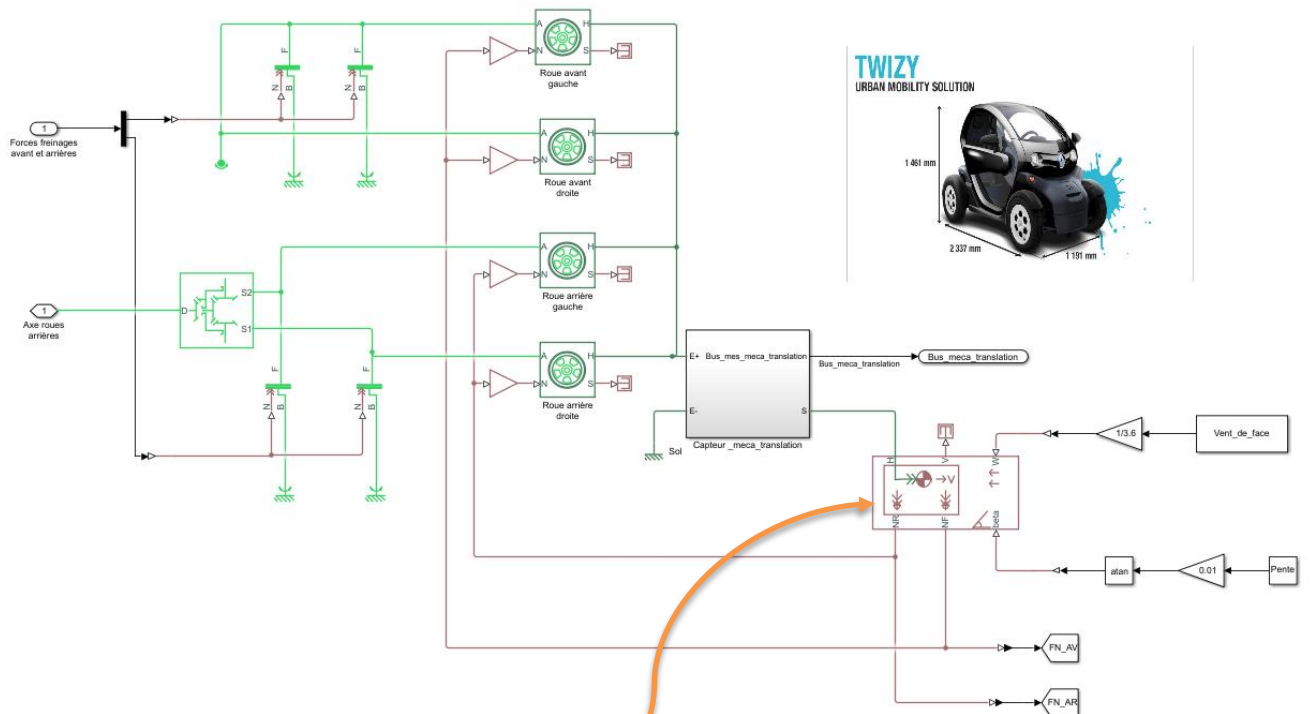 A
H
N
S
Roue avant
gauche
F
F
N
B
N
B
1
Forces freinages
avant et arrières
A
H
N
S
Roue avant
droite
TWIZY
URBAN MOBILITY SOLUTION
1 461 mm
2 337 mm
1 191 mm
A
H
N
S
Roue arrière
gauche
D
S2
S1
1
Axe roues
arrières
A
H
N
S
Roue arrière
droite
F
F
N
B
N
B
E+
Bus_mes_meca_translation
E-
S
Capteur _meca_translation
Sol
Bus_meca_translation
Bus_meca_translation
1/3.6
Vent_de_face
H
V
W
V
NR
NF
beta
atan
0.01
Pente
FN_AV
FN_AR